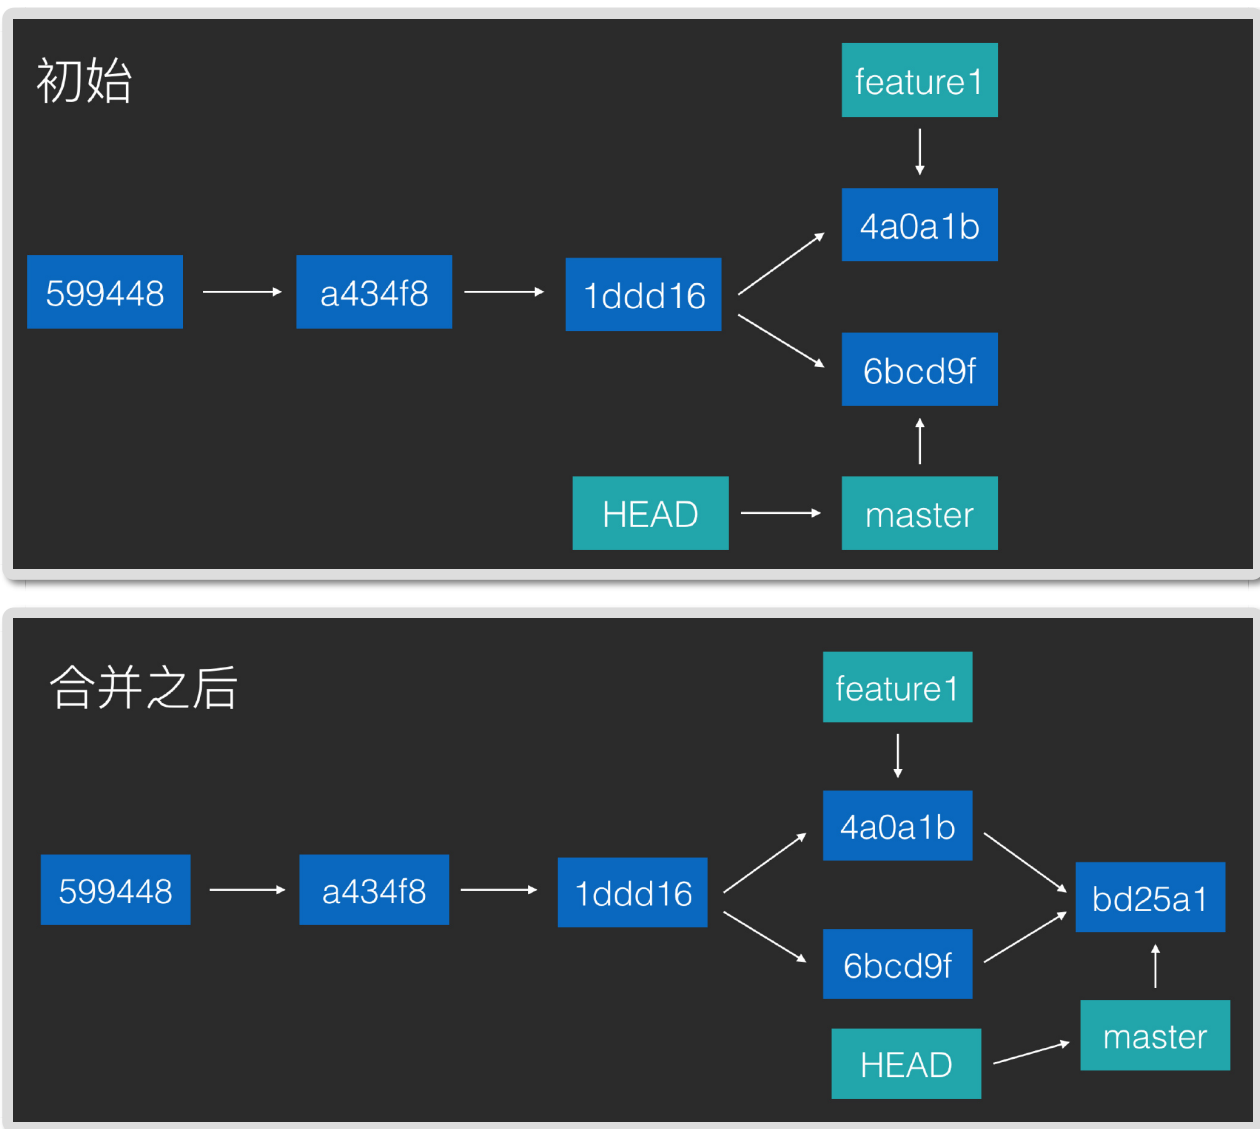 初始
feature1
4a0a1b
599448
a434f8
1ddd16
6bcd9f
HEAD
master
合并之后
feature1
4a0a1b
599448
a434f8
1ddd16
bd25a1
6bcd9f
master
HEAD